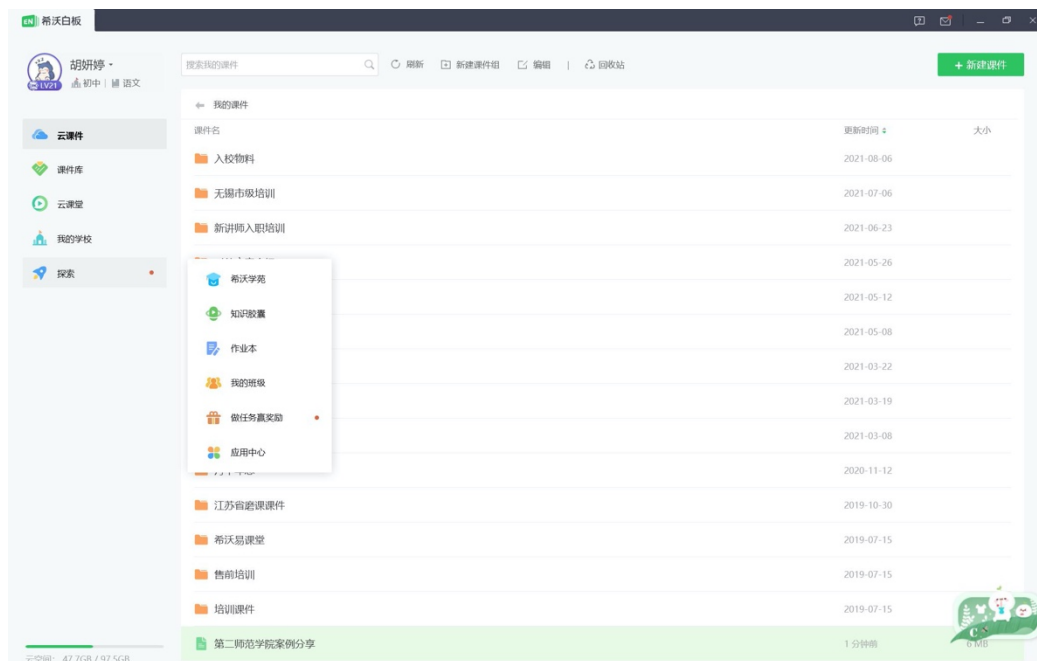 希沃白板
胡妍婷
LV21 初中 | 语文
搜索我的课件 刷新 新建课件组 编辑 | 回收站 + 新建课件
我的课件
课件名 更新时间 大小
云课件
课件库
云课堂
我的学校
探索
入校物料 2021-08-06
无锡市级培训 2021-07-06
新讲师入职培训 2021-06-23
2021-05-26
希沃学苑
2021-05-12
知识胶囊
2021-05-08
作业本
2021-03-22
我的班级
2021-03-19
做任务赢奖励
2021-03-08
应用中心
2020-11-12
江苏省磨课课件 2019-10-30
希沃易课堂 2019-07-15
售前培训 2019-07-15
培训课件 2019-07-15
第二师范学院案例分享 1 分钟前 6 MB
云空间: 47.7GB / 97.5GB